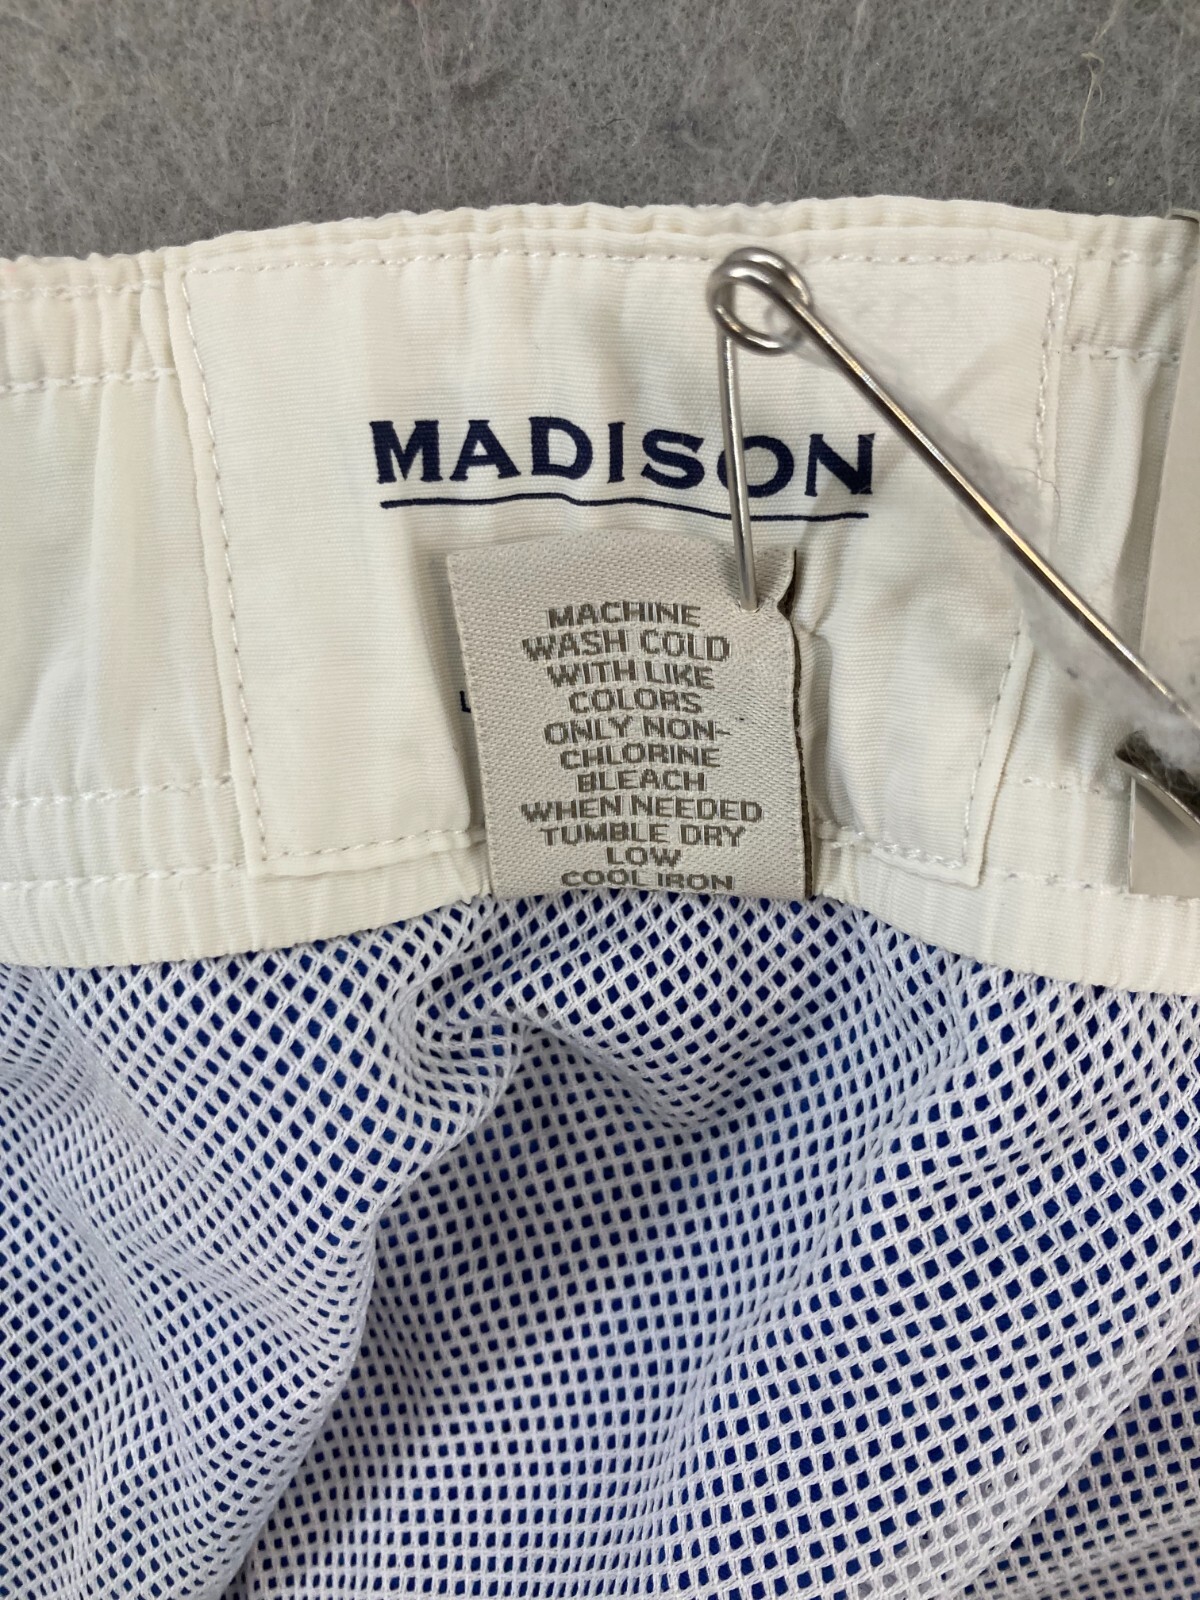 MADISON
MACHINE
WASH COLD
WITH LIKE
COLORS
ONLY NON-
CHLORINE
BLEACH
WHEN NEEDED
TUMBLE DRY
LOW
COOL IRON